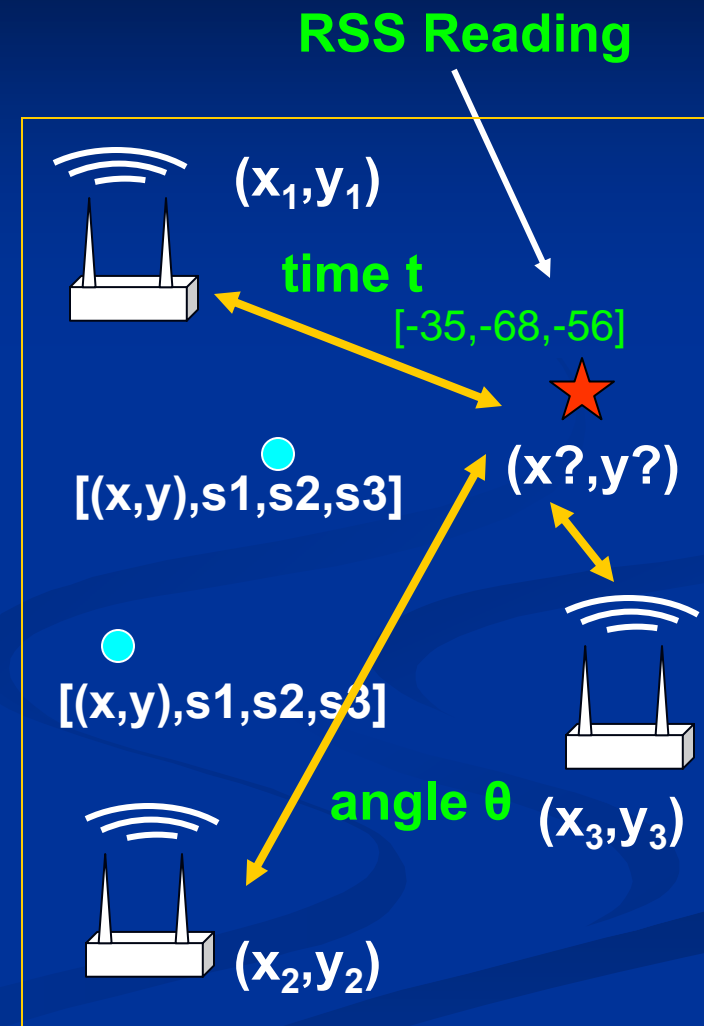 RSS Reading
(x₁,y₁)
time t
[-35,-68,-56]
(x?,y?)
[(x,y),s1,s2,s3]
[(x,y),s1,s2,s3]
angle θ
(x₃,y₃)
(x₂,y₂)